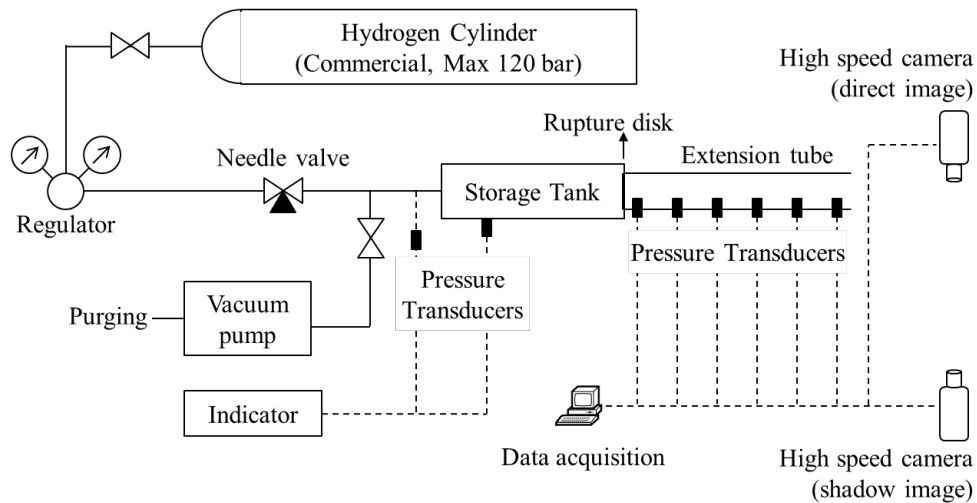 Hydrogen Cylinder
(Commercial, Max 120 bar)
High speed camera
(direct image)
Rupture disk
Needle valve
Extension tube
Storage Tank
Regulator
Pressure
Transducers
Pressure Transducers
Purging
Vacuum
pump
Indicator
Data acquisition
High speed camera
(shadow image)